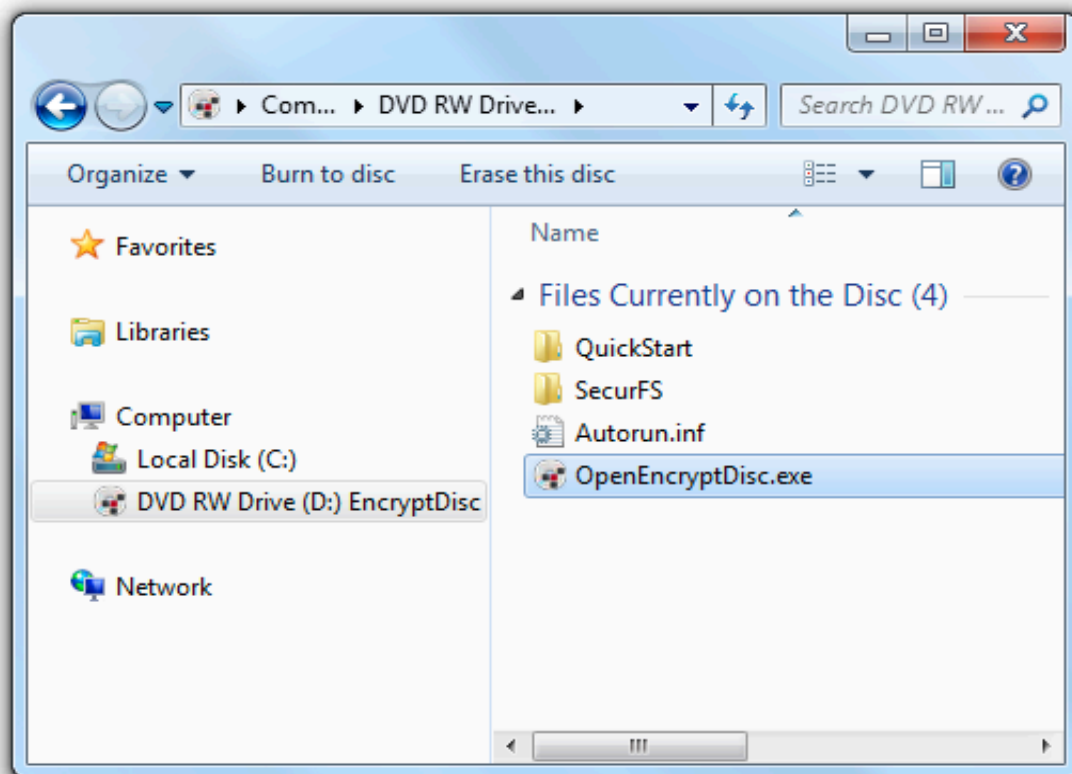 Com... DVD RW Drive... Search DVD RW ...
Organize Burn to disc Erase this disc
Favorites
Libraries
Computer
Local Disk (C:)
DVD RW Drive (D:) EncryptDisc
Network
Name
Files Currently on the Disc (4)
QuickStart
SecurFS
Autorun.inf
OpenEncryptDisc.exe